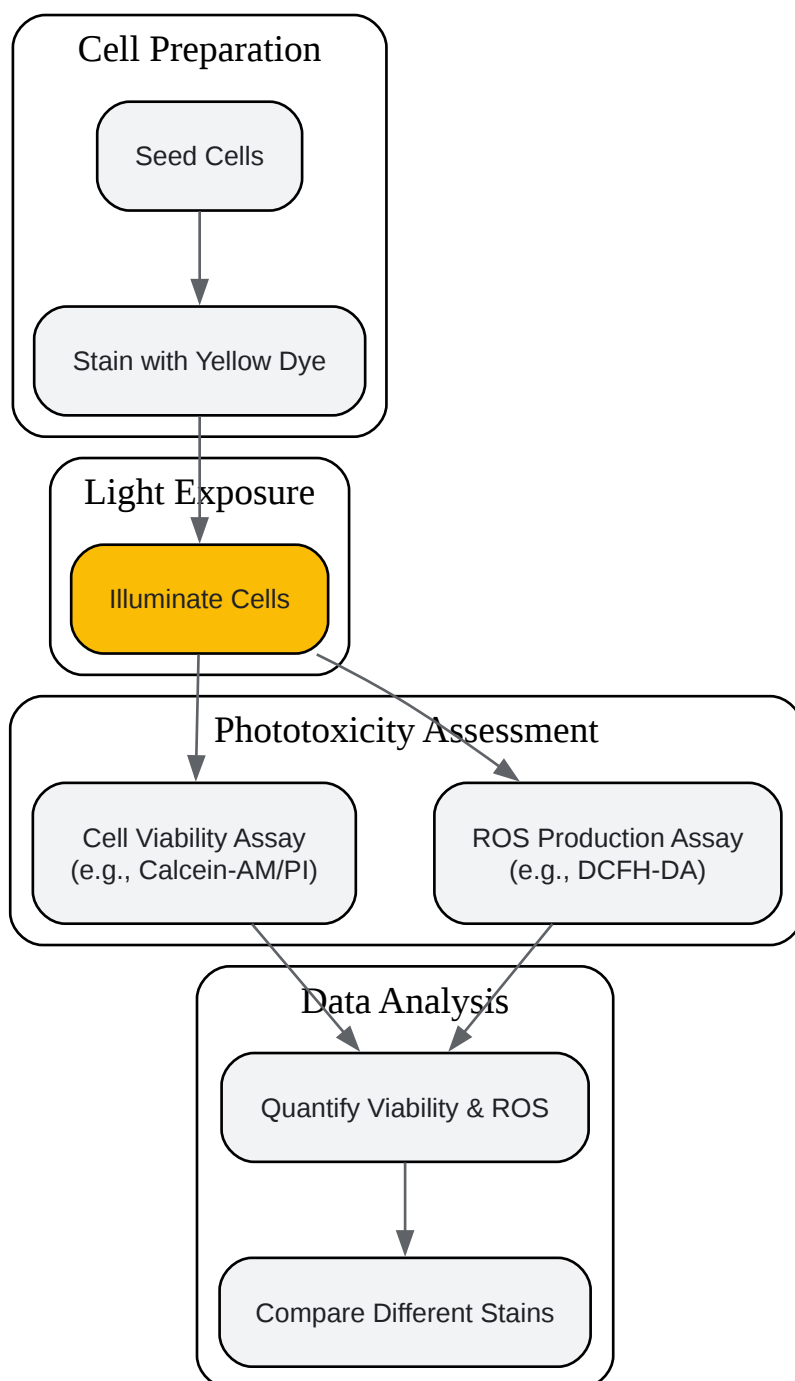 Cell Preparation
Seed Cells
Stain with Yellow Dye
Light Exposure
Illuminate Cells
Phototoxicity Assessment
Cell Viability Assay
(e.g., Calcein-AM/PI)
ROS Production Assay
(e.g., DCFH-DA)
Data Analysis
Quantify Viability & ROS
Compare Different Stains